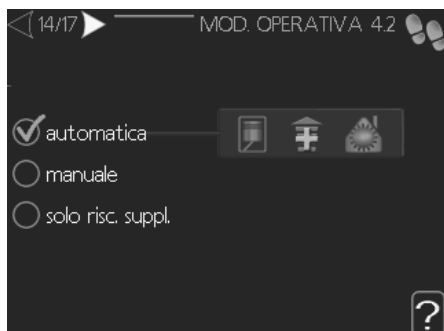 14/17 MOD. OPERATIVA 4.2
automatica
manuale
solo risc. suppl.
?